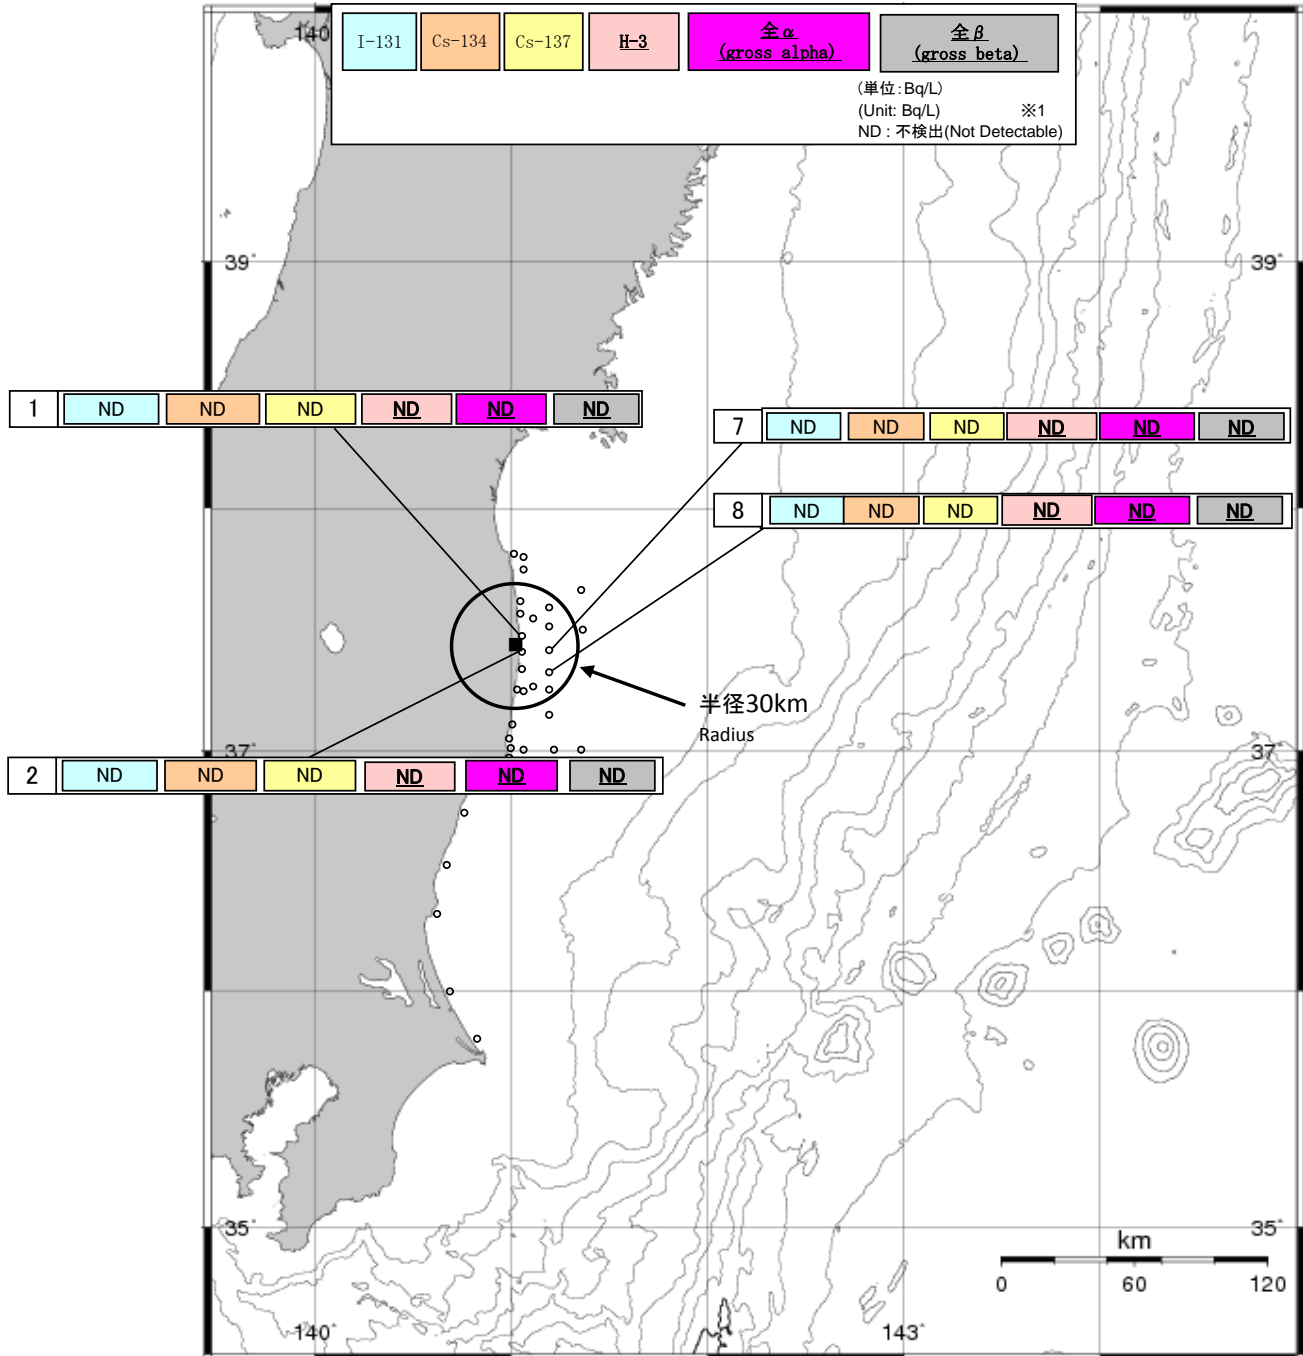 140
I-131 Cs-134 Cs-137 H-3 全α 全β
(gross alpha) (gross beta)
(単位:Bq/L)
(Unit: Bq/L) ※1
ND : 不検出(Not Detectable)
39° 39°
1 ND ND ND ND ND ND
7 ND ND ND ND ND ND
8 ND ND ND ND ND ND
半径30km
Radius
37° 37°
2 ND ND ND ND ND ND
35° 35°
km
0 60 120
140° 143°